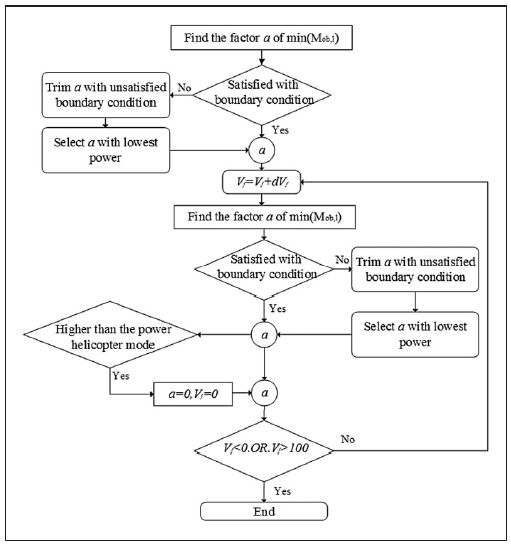 Find the factor a of min(Mob,1)
Satisfied with
boundary condition
No
Trim a with unsatisfied
boundary condition
Yes
Select a with lowest
power
a
Vf=Vf+dVf
Find the factor a of min(Mob,1)
Satisfied with
boundary condition
No
Trim a with unsatisfied
boundary condition
Yes
Select a with lowest
power
Higher than the power
helicopter mode
a
Yes
a=0,Vf=0
a
Vf<0.OR.Vf>100
No
Yes
End